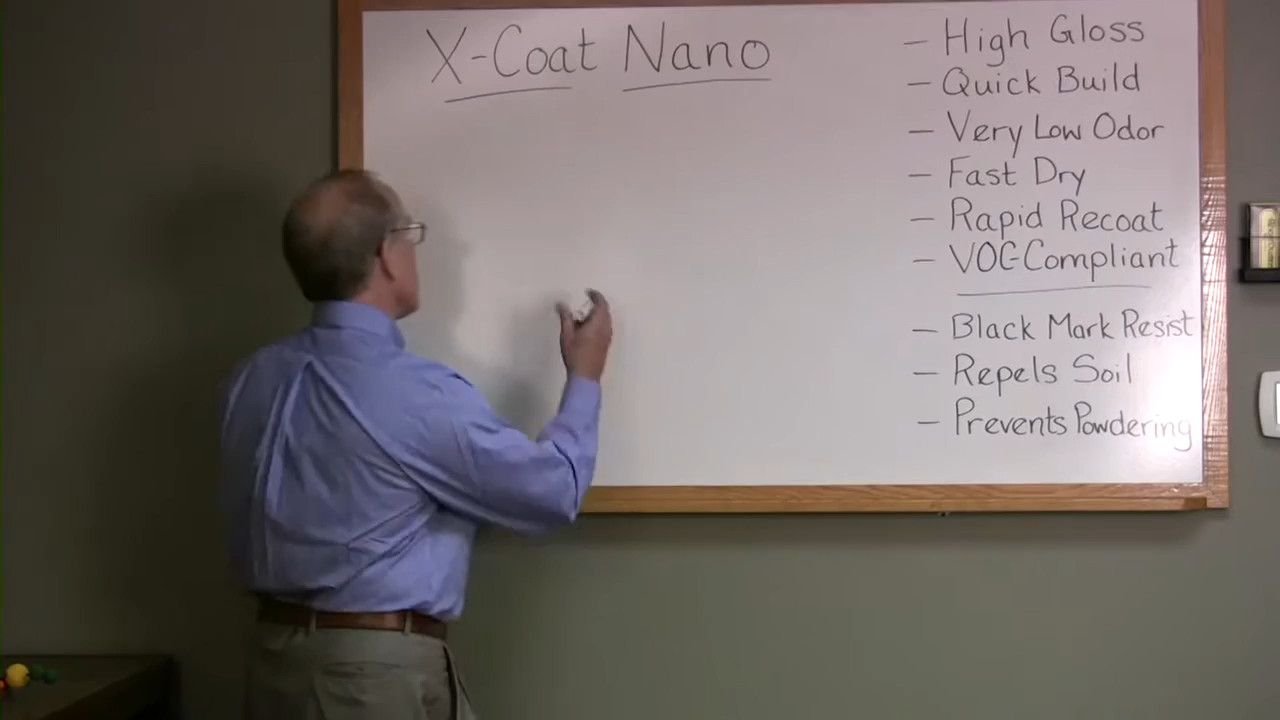 X-Coat Nano
– High Gloss
– Quick Build
– Very Low Odor
– Fast Dry
– Rapid Recoat
– VOC-Compliant
– Black Mark Resist
– Repels Soil
– Prevents Powdering